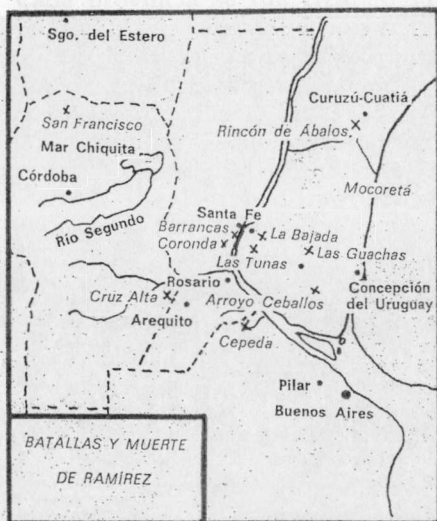 Sgo. del Estero
San Francisco
Curuzú-Cuatiá
Rincón de Ábalos
Mar Chiquita
Córdoba
Mocoretá
Río Segundo
Santa Fe
Barrancas
La Bajada
Coronda
Las Guachas
Las Tunas
Rosario
Concepción
del Uruguay
Cruz Alta
Arroyo Ceballos
Arequito
Cepeda
Pilar
Buenos Aires
BATALLAS Y MUERTE
DE RAMÍREZ